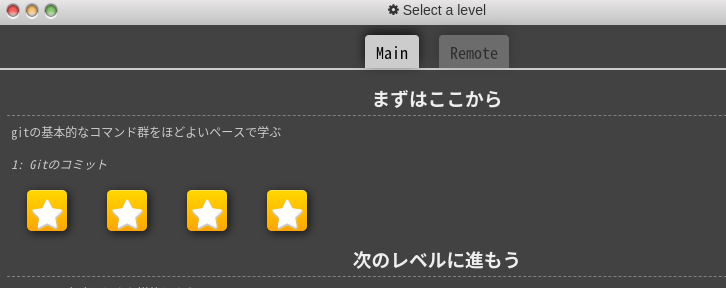 Select a level
Main Remote
まずはここから
gitの基本的なコマンド群をほどよいペースで学ぶ
1: Gitのコミット
次のレベルに進もう